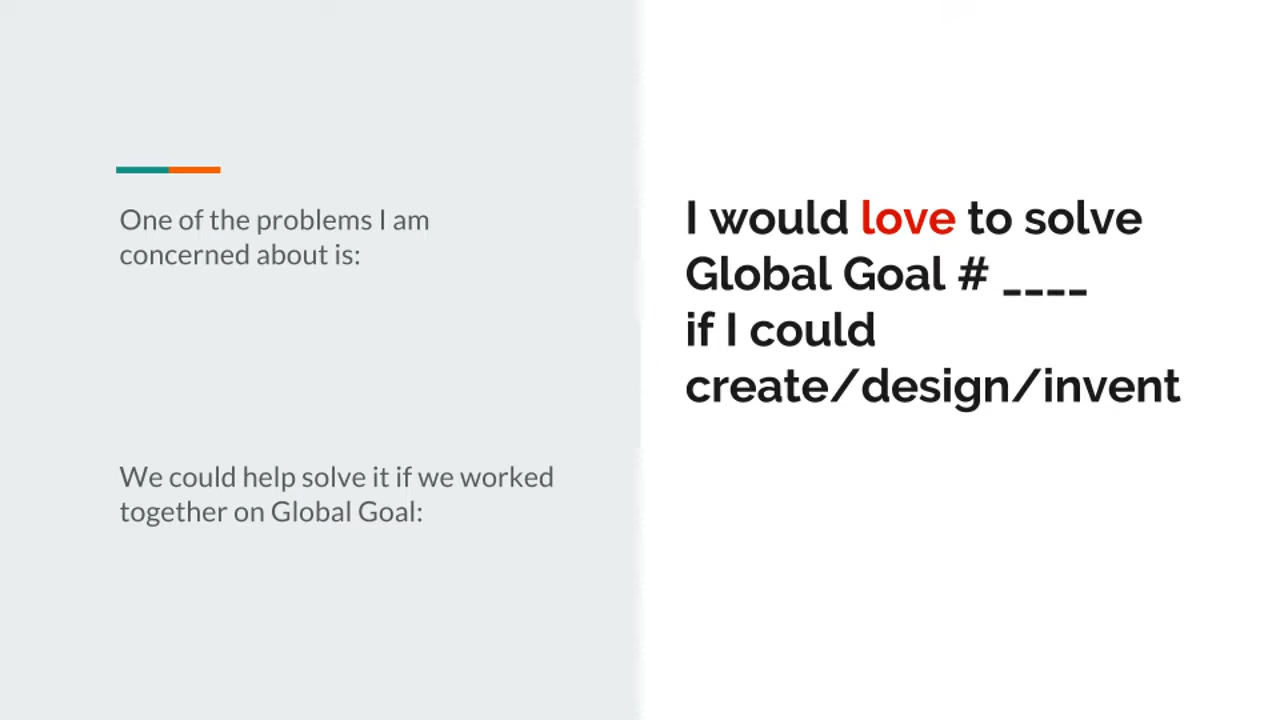 One of the problems I am
concerned about is:
We could help solve it if we worked
together on Global Goal:
I would love to solve
Global Goal # ____
if I could
create/design/invent